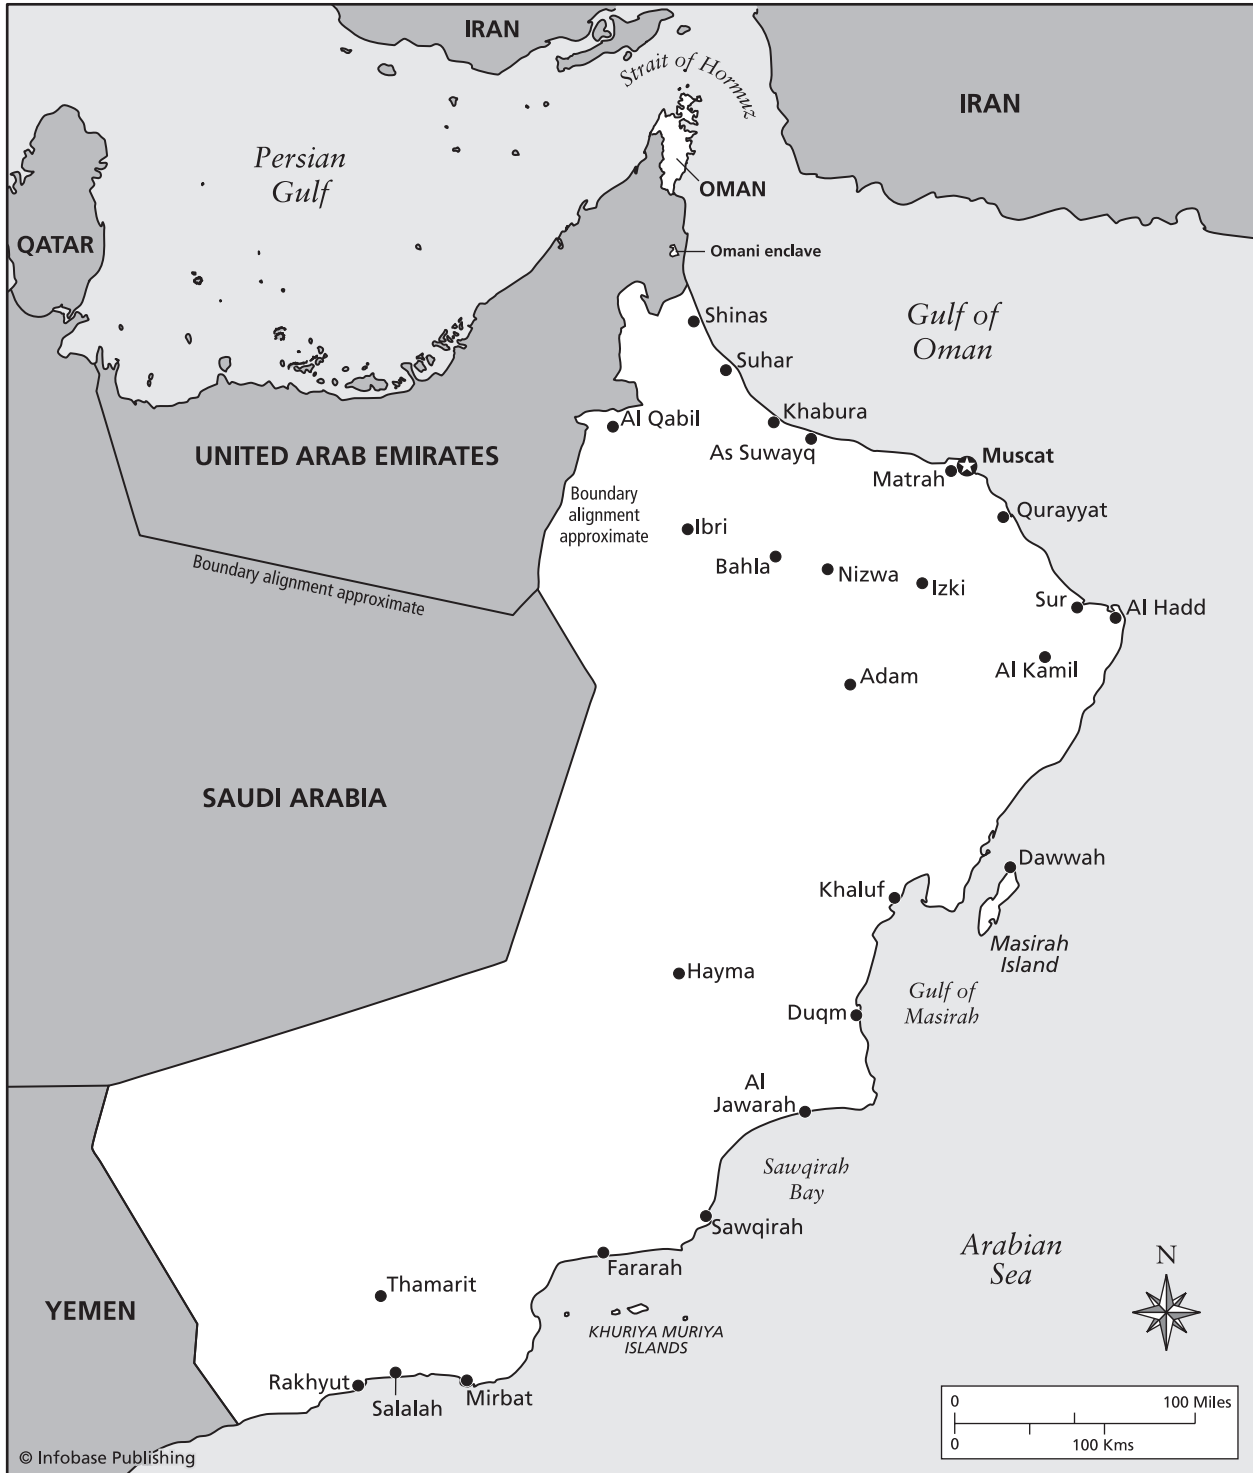 IRAN
Strait of Hormuz
IRAN
Persian
Gulf
OMAN
QATAR
Omani enclave
Shinas
Gulf of
Oman
Suhar
Al Qabil
Khabura
UNITED ARAB EMIRATES
As Suwayq
Muscat
Matrah
Boundary
alignment
approximate
Qurayyat
Ibri
Bahla
Nizwa
Izki
Boundary alignment approximate
Sur
Al Hadd
Al Kamil
Adam
SAUDI ARABIA
Dawwah
Khaluf
Masirah
Island
Hayma
Gulf of
Masirah
Duqm
Al
Jawarah
Sawqirah
Bay
Sawqirah
Arabian
Sea
N
Fararah
Thamarit
YEMEN
KHURIYA MURIYA
ISLANDS
Rakhyut
Salalah
Mirbat
0 100 Miles
0 100 Kms
© Infobase Publishing